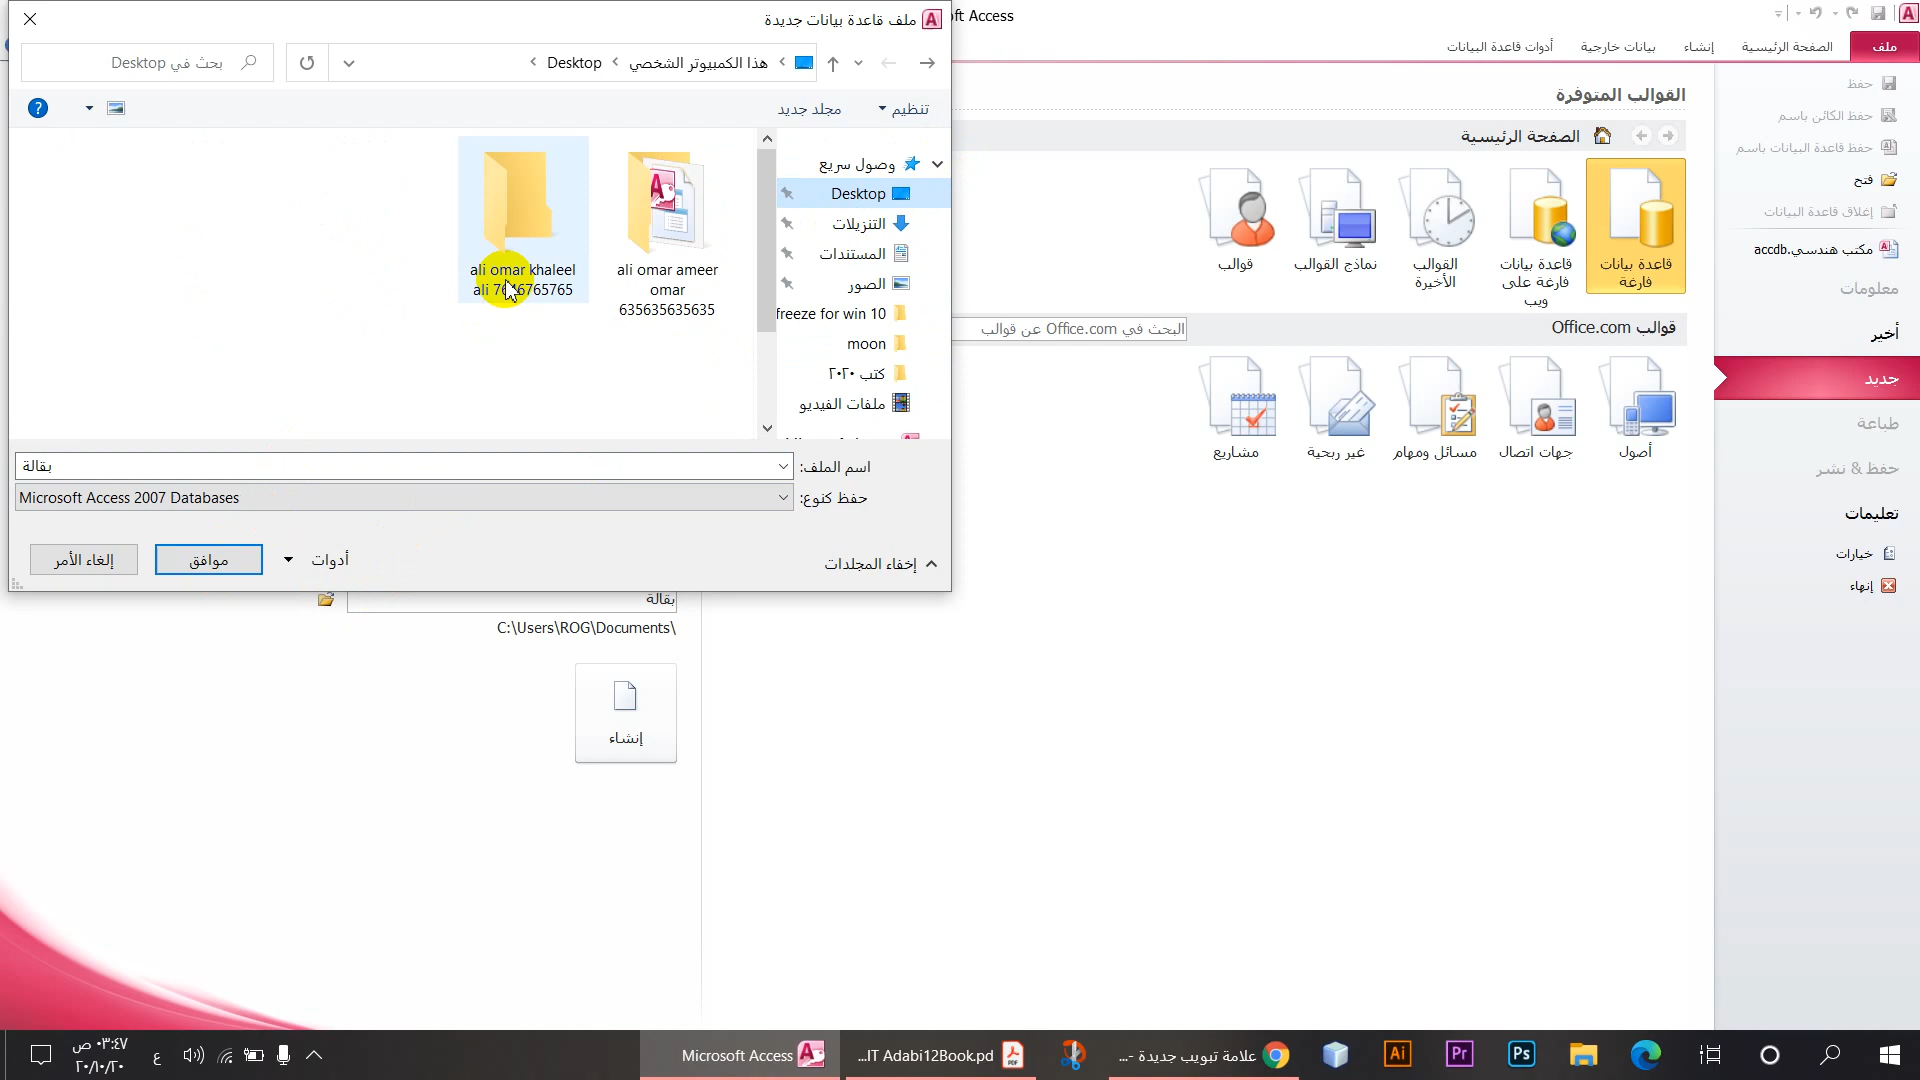 ملف قاعدة بيانات جديدة
هذا الكمبيوتر الشخصي
Desktop
بحث في Desktop
تنظيم
مجلد جديد
وصول سريع
Desktop
التنزيلات
المستندات
الصور
freeze for win 10
moon
كتب ٢٠٢٠
ملفات الفيديو
ali omar ameer
omar
635635635635
ali omar khaleel
اسم الملف:
بقالة
حفظ كنوع:
Microsoft Access 2007 Databases
إخفاء المجلدات
أدوات
موافق
إلغاء الأمر
بقالة
C:\Users\ROG\Documents\
إنشاء
ft Access
ملف
الصفحة الرئيسية
إنشاء
بيانات خارجية
أدوات قاعدة البيانات
حفظ
حفظ الكائن باسم
حفظ قاعدة البيانات باسم
فتح
إغلاق قاعدة البيانات
مكتب هندسي.accdb
معلومات
أخير
جديد
طباعة
حفظ & نشر
تعليمات
خيارات
إنهاء
القوالب المتوفرة
الصفحة الرئيسية
قاعدة بيانات
فارغة
قاعدة بيانات
فارغة على
ويب
القوالب
الأخيرة
نماذج القوالب
قوالب
قوالب Office.com
البحث في Office.com عن قوالب
أصول
جهات اتصال
مسائل ومهام
غير ربحية
مشاريع
علامة تبويب جديدة -...
...IT Adabi12Book.pd
Microsoft Access
ع
٠٣:٤٧ ص
٢٠/١٠/٢٠